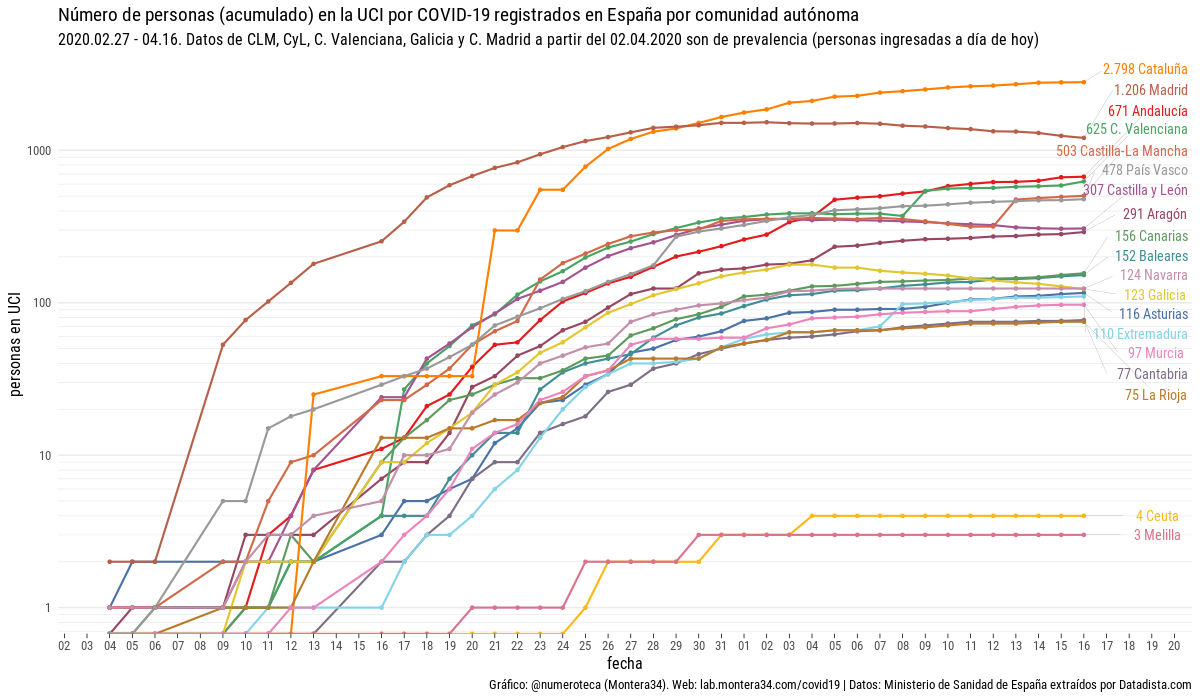 Número de personas (acumulado) en la UCI por COVID-19 registrados en España por comunidad autónoma
2020.02.27 - 04.16. Datos de CLM, CyL, C. Valenciana, Galicia y C. Madrid a partir del 02.04.2020 son de prevalencia (personas ingresadas a día de hoy)
2.798 Cataluña
1.206 Madrid
671 Andalucía
625 C. Valenciana
503 Castilla-La Mancha
478 País Vasco
307 Castilla y León
291 Aragón
156 Canarias
152 Baleares
124 Navarra
123 Galicia
116 Asturias
110 Extremadura
97 Murcia
77 Cantabria
75 La Rioja
4 Ceuta
3 Melilla
personas en UCI
1000
100
10
1
02 03 04 05 06 07 08 09 10 11 12 13 14 15 16 17 18 19 20 21 22 23 24 25 26 27 28 29 30 31 01 02 03 04 05 06 07 08 09 10 11 12 13 14 15 16 17 18 19 20
fecha
Gráfico: @numeroteca (Montera34). Web: lab.montera34.com/covid19 | Datos: Ministerio de Sanidad de España extraídos por Datadista.com